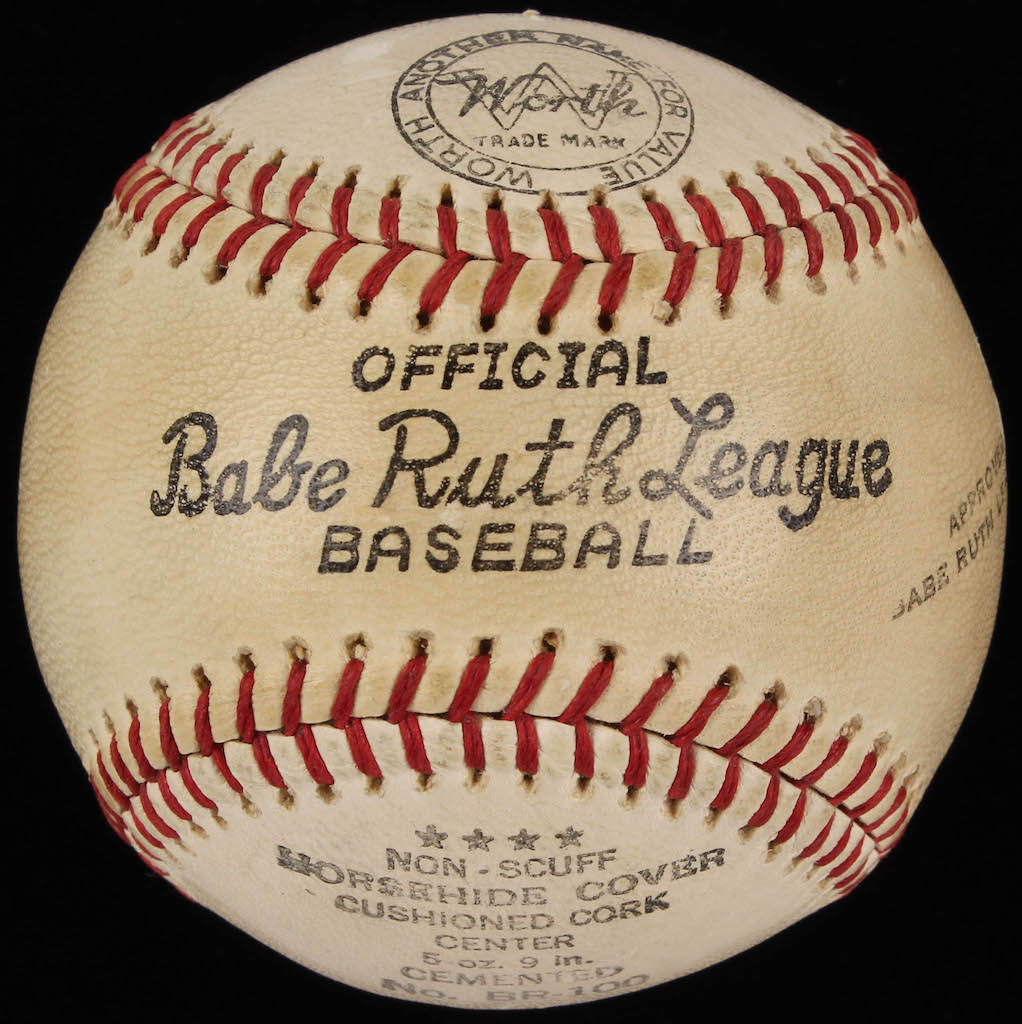 WORTH ANOTHER NAME FOR VALUE
Worth
TRADE MARK
OFFICIAL
Babe Ruth League
BASEBALL
APPROVED
BABE RUTH
★ ★ ★ ★
NON-SCUFF
HORSEHIDE COVER
CUSHIONED CORK
CENTER
5 oz. 9 in.
CEMENTED
NO. BR-100